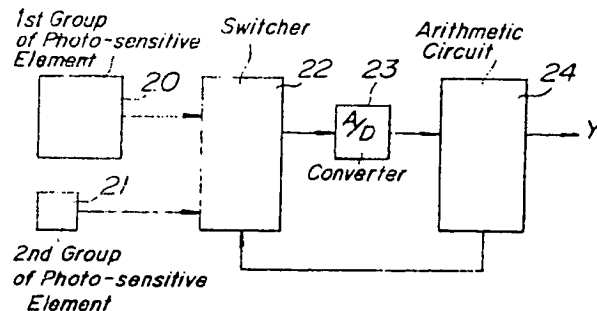 1st Group
of Photo-sensitive
Element
20
Switcher
22
23
A/D
Converter
Arithmetic
Circuit
24
Y
21
2nd Group
of Photo-sensitive
Element